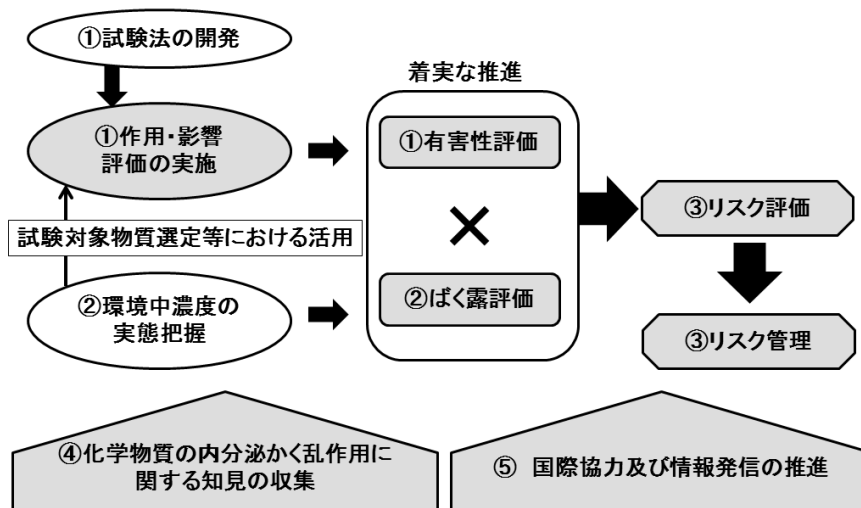 ①試験法の開発
着実な推進
①作用・影響
評価の実施
①有害性評価
×
③リスク評価
試験対象物質選定等における活用
②環境中濃度の
実態把握
②ばく露評価
③リスク管理
④化学物質の内分泌かく乱作用に
関する知見の収集
⑤ 国際協力及び情報発信の推進